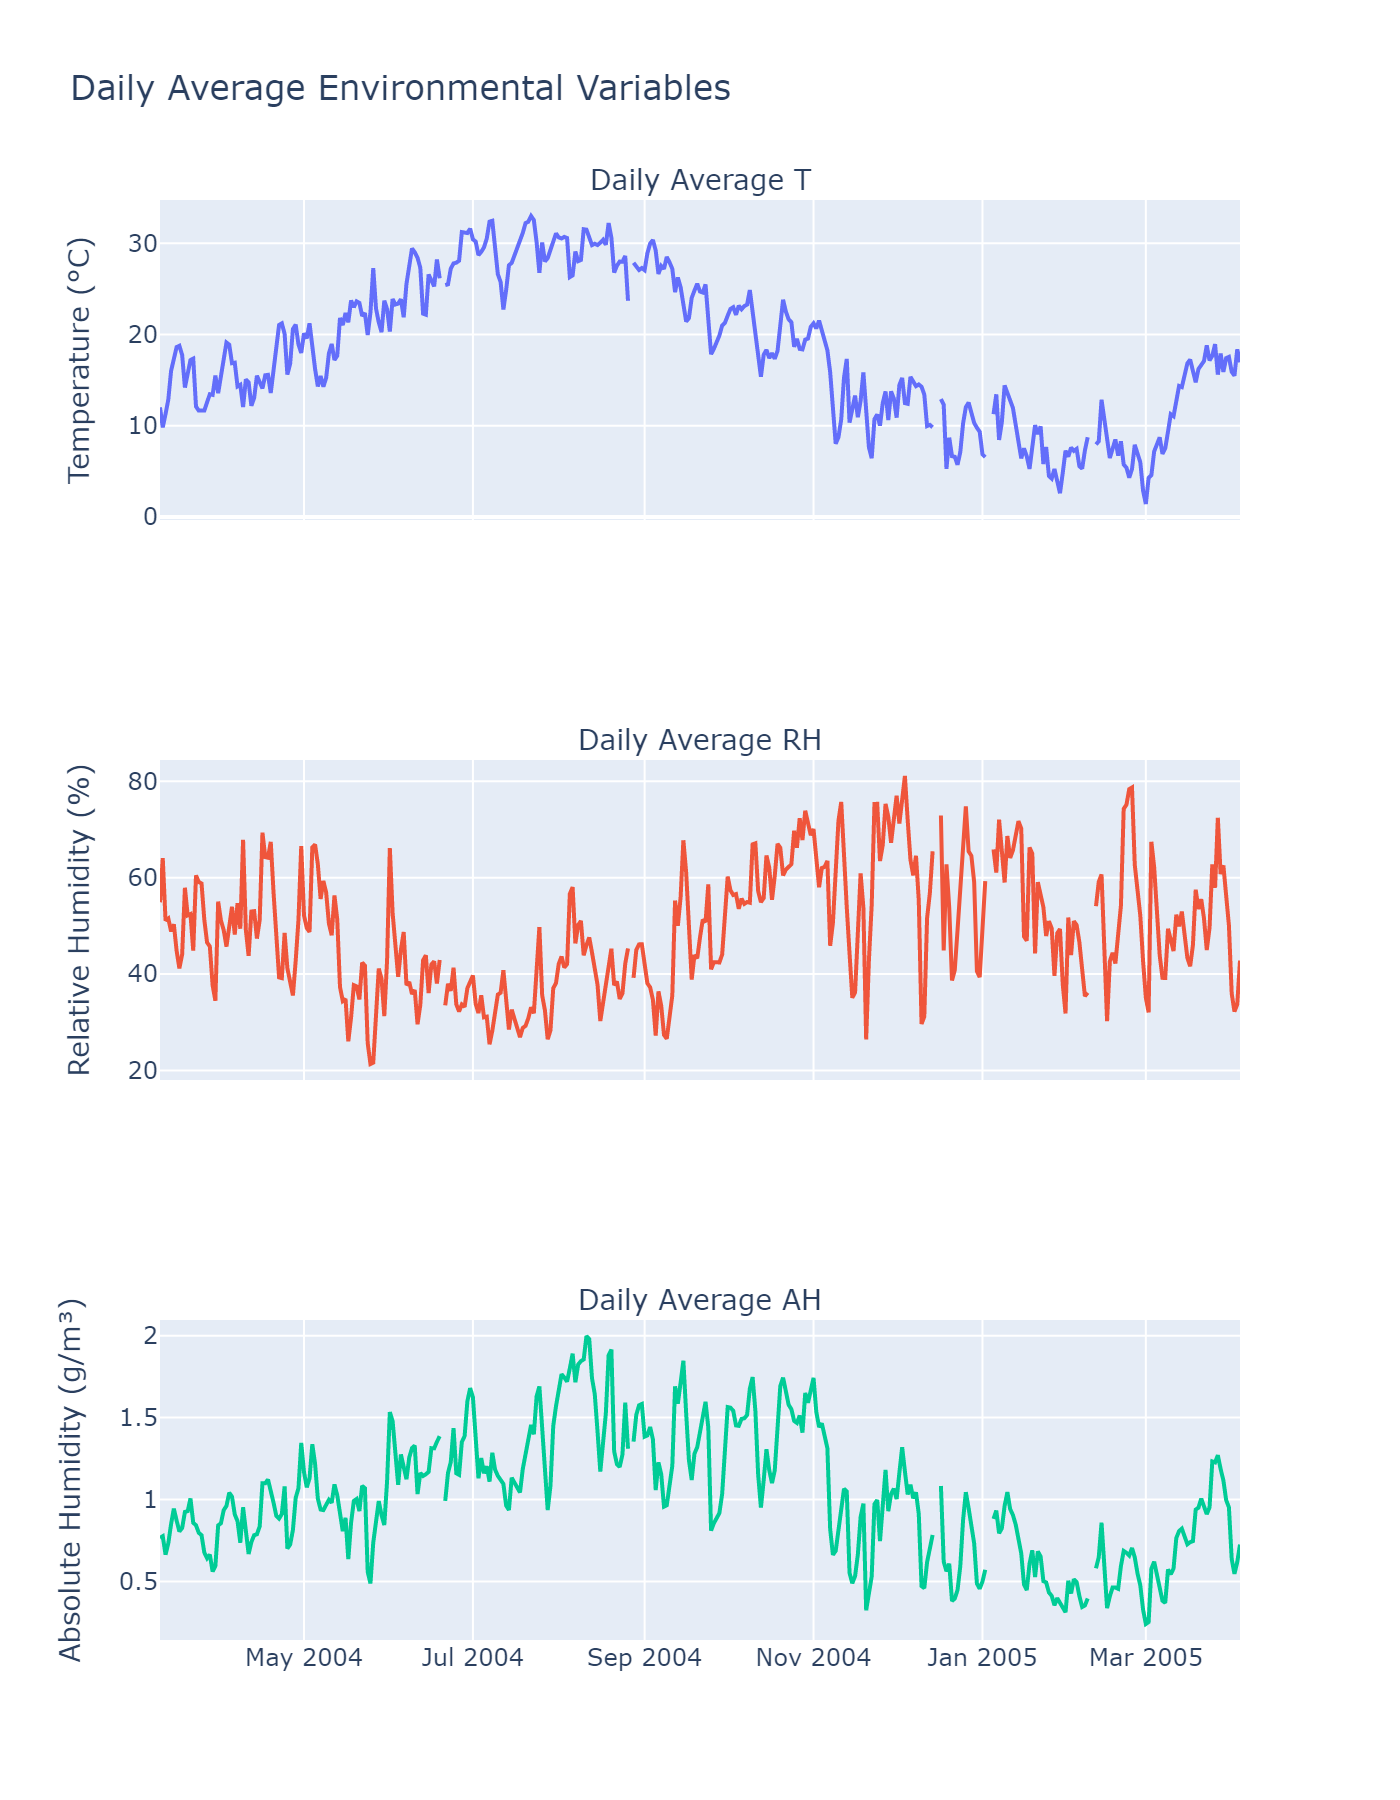 Daily Average Environmental Variables
Daily Average T
Temperature (°C)
30
20
10
0
Daily Average RH
Relative Humidity (%)
80
60
40
20
Daily Average AH
Absolute Humidity (g/m³)
2
1.5
1
0.5
May 2004
Jul 2004
Sep 2004
Nov 2004
Jan 2005
Mar 2005